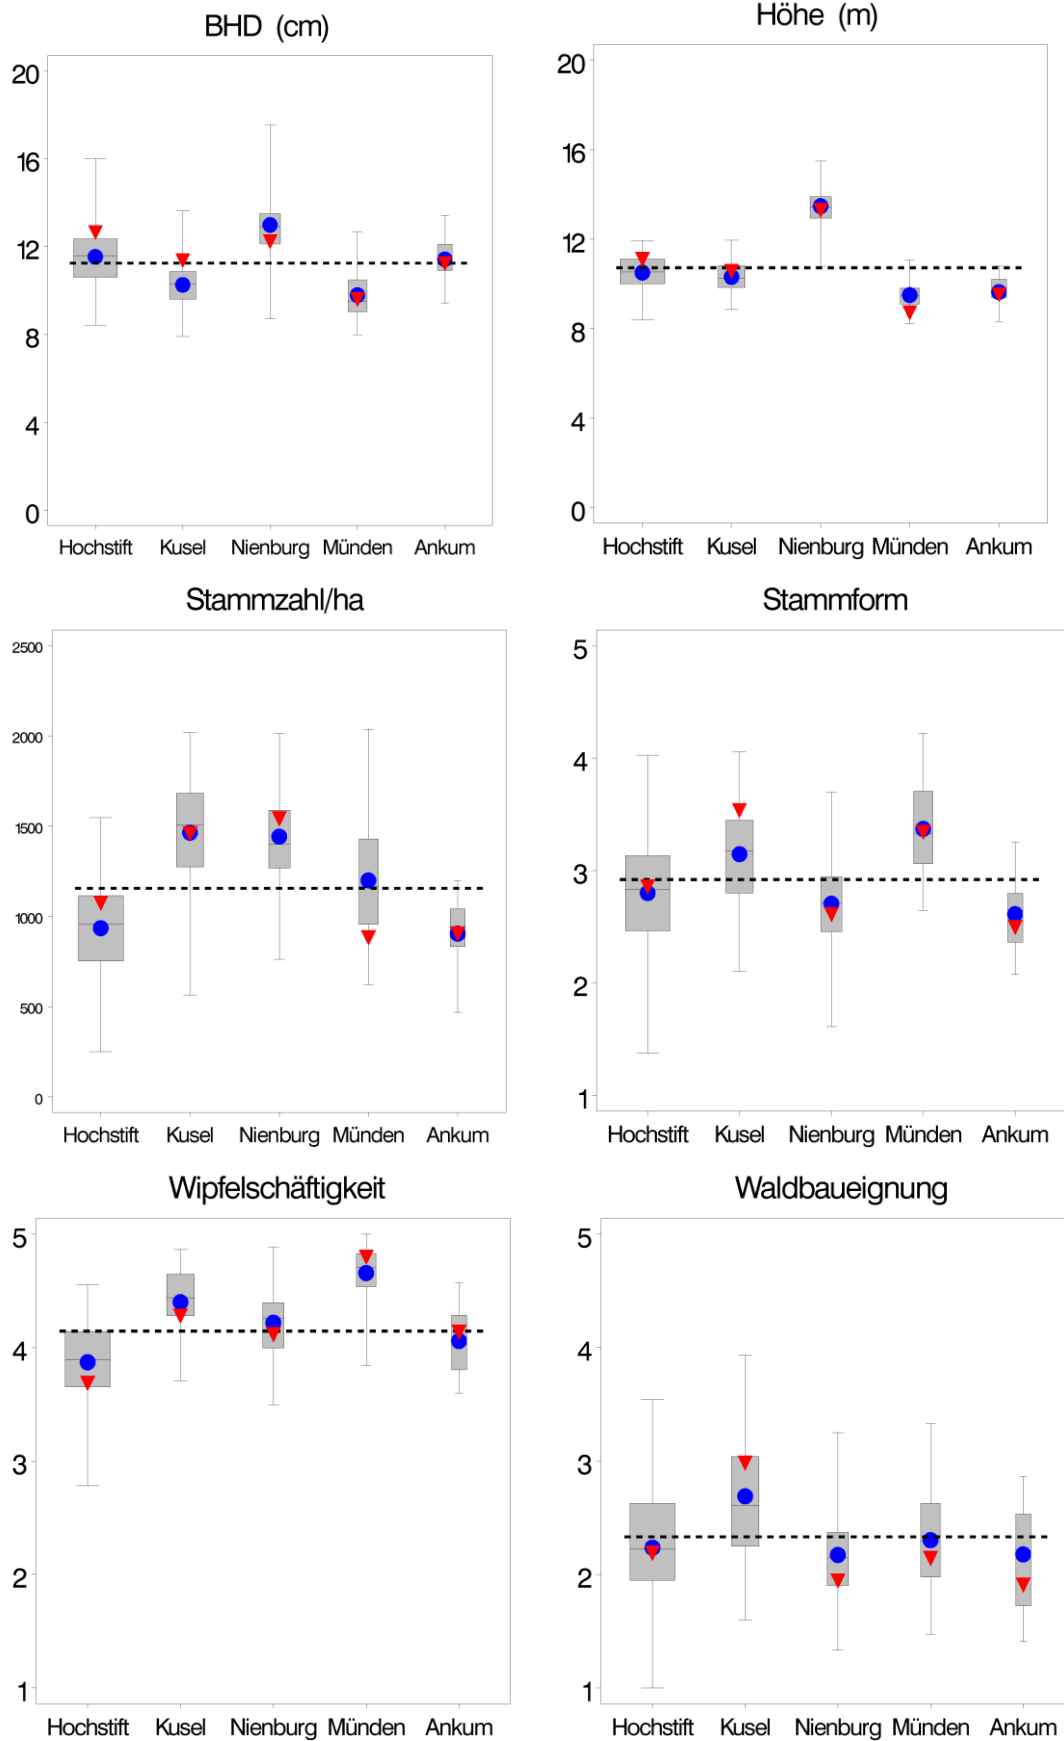 BHD (cm)
20
16
12
8
4
0
Hochstift Kusel Nienburg Münden Ankum
Höhe (m)
20
16
12
8
4
0
Hochstift Kusel Nienburg Münden Ankum
Stammzahl/ha
2500
2000
1500
1000
500
0
Hochstift Kusel Nienburg Münden Ankum
Stammform
5
4
3
2
1
Hochstift Kusel Nienburg Münden Ankum
Wipfelschäftigkeit
5
4
3
2
1
Hochstift Kusel Nienburg Münden Ankum
Waldbaueignung
5
4
3
2
1
Hochstift Kusel Nienburg Münden Ankum